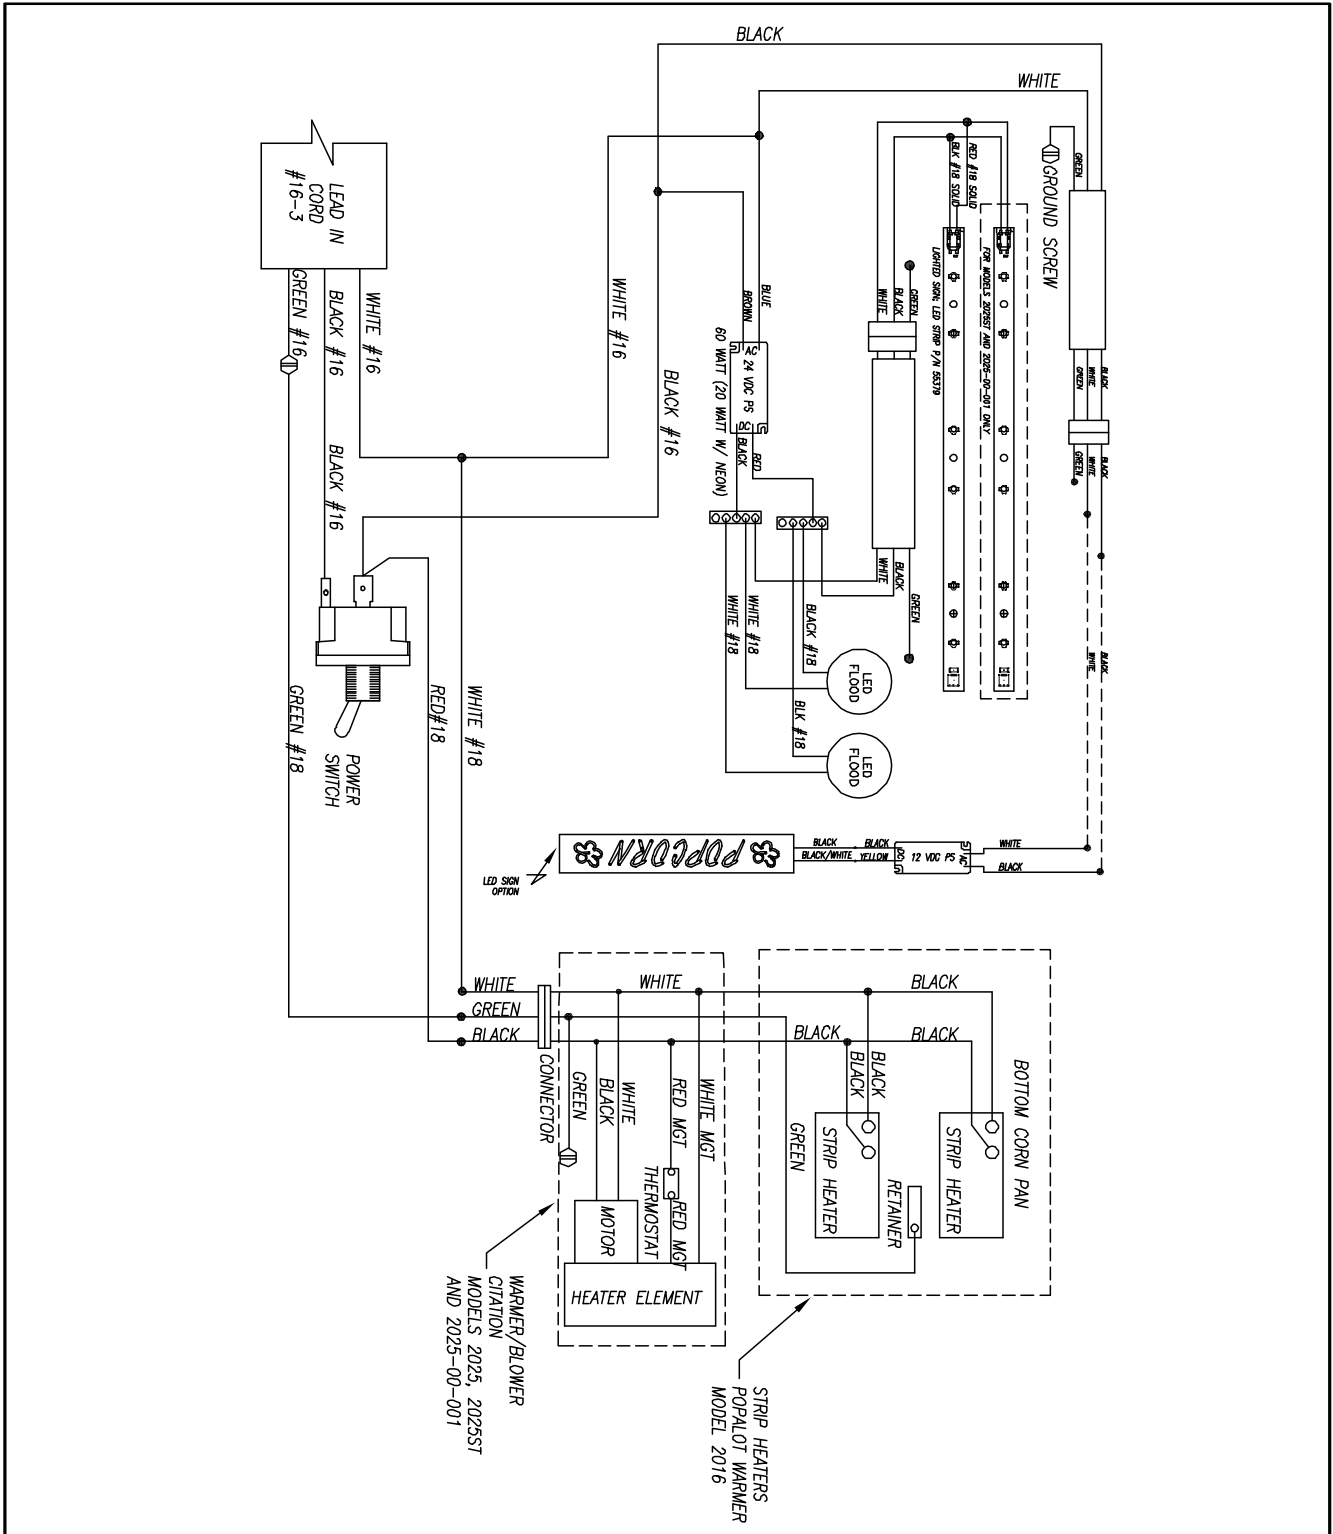 BLACK
WHITE
GREEN
GROUND SCREW
RED #18 SOLID
BLK #18 SOLID
LEAD IN
CORD
#16-3
GREEN #16
BLACK #16
WHITE #16
WHITE #16
BLACK #16
BLUE
BROWN
AC
24 VDC PS
DC
60 WATT (20 WATT W/ NEON)
RED
BLACK
GREEN
BLACK
WHITE
LIGHTED SIGN: LED STRIP P/N 55379
FOR MODELS 2025ST AND 2025-00-001 ONLY
BLACK
WHITE
GREEN
BLACK
WHITE
GREEN
BLACK #16
WHITE
BLACK
GREEN
WHITE #18
WHITE #18
BLACK #18
BLK #18
LED
FLOOD
LED
FLOOD
BLACK
WHITE
POWER
SWITCH
GREEN #18
RED#18
WHITE #18
POPCORN
BLACK
BLACK
BLACK/WHITE
YELLOW
DC
12 VDC PS
AC
WHITE
BLACK
LED SIGN
OPTION
WHITE
GREEN
BLACK
CONNECTOR
WHITE
GREEN
BLACK
WHITE
RED MGT
WHITE MGT
THERMOSTAT
RED MGT
MOTOR
HEATER ELEMENT
BLACK
BLACK
BLACK
BLACK
BLACK
GREEN
STRIP HEATER
RETAINER
STRIP HEATER
BOTTOM CORN PAN
WARMER/BLOWER
CITATION
MODELS 2025, 2025ST
AND 2025-00-001
STRIP HEATERS
POPALOT WARMER
MODEL 2016